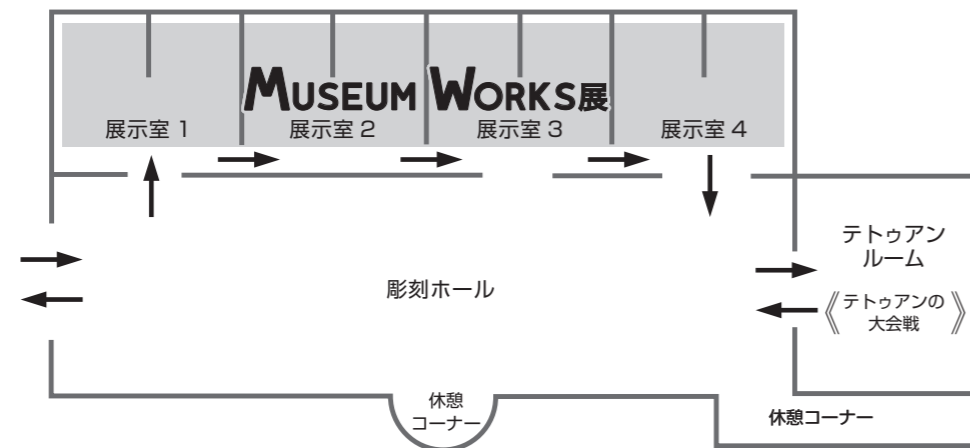 MUSEUM WORKS展
展示室 1
展示室 2
展示室 3
展示室 4
彫刻ホール
テトゥアン
ルーム
《テトゥアンの
大会戦》
休憩
コーナー
休憩コーナー